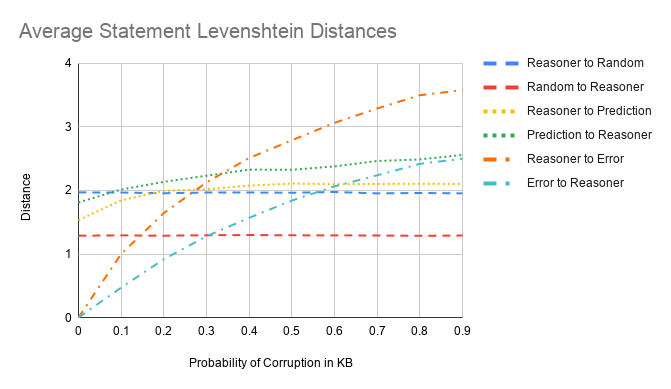 Average Statement Levenshtein Distances
4
3
2
1
0
Distance
0 0.1 0.2 0.3 0.4 0.5 0.6 0.7 0.8 0.9
Probability of Corruption in KB
Reasoner to Random
Random to Reasoner
Reasoner to Prediction
Prediction to Reasoner
Reasoner to Error
Error to Reasoner